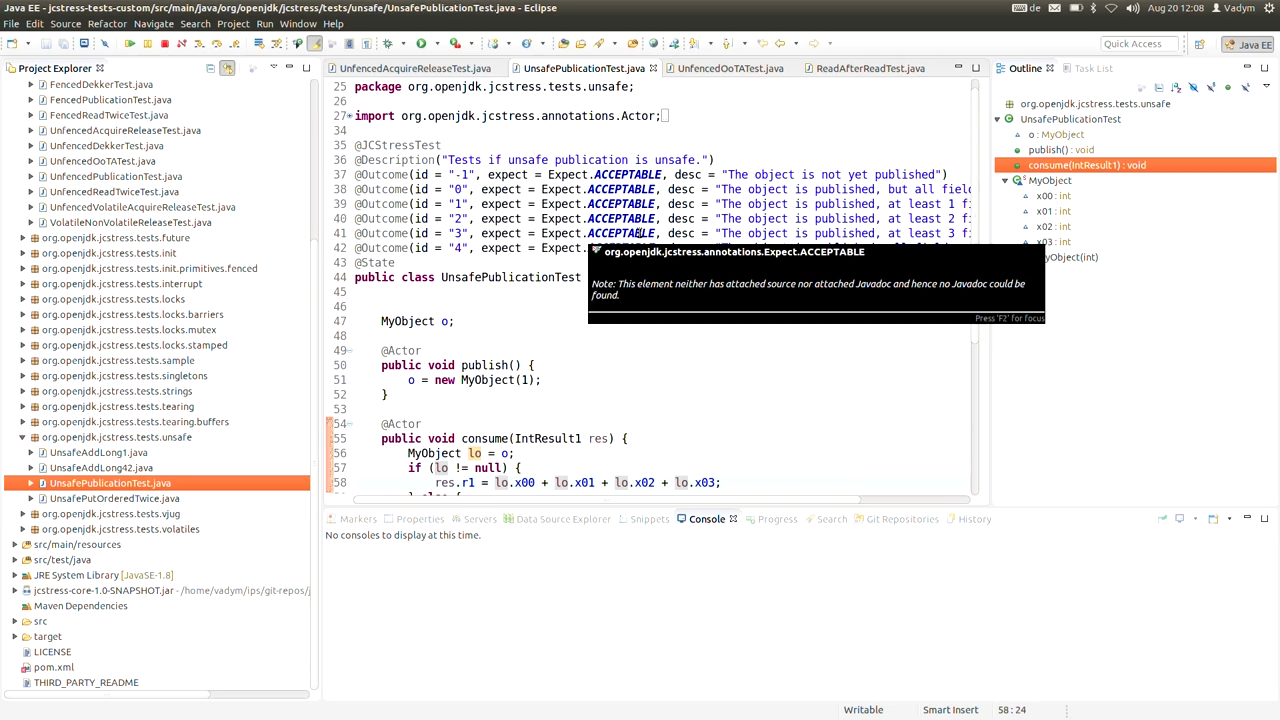 Java EE - jcstress-tests-custom/src/main/java/org/openjdk/jcstress/tests/unsafe/UnsafePublicationTest.java - Eclipse
de
Aug 20 12:08
Vadym
File Edit Source Refactor Navigate Search Project Run Window Help
Quick Access
Java EE
Project Explorer
FencedDekkerTest.java
FencedPublicationTest.java
FencedReadTwiceTest.java
UnfencedAcquireReleaseTest.java
UnfencedDekkerTest.java
UnfencedOoTATest.java
UnfencedPublicationTest.java
UnfencedReadTwiceTest.java
UnfencedVolatileAcquireReleaseTest.java
VolatileNonVolatileReleaseTest.java
org.openjdk.jcstress.tests.future
org.openjdk.jcstress.tests.init
org.openjdk.jcstress.tests.init.primitives.fenced
org.openjdk.jcstress.tests.interrupt
org.openjdk.jcstress.tests.locks
org.openjdk.jcstress.tests.locks.barriers
org.openjdk.jcstress.tests.locks.mutex
org.openjdk.jcstress.tests.locks.stamped
org.openjdk.jcstress.tests.sample
org.openjdk.jcstress.tests.singletons
org.openjdk.jcstress.tests.strings
org.openjdk.jcstress.tests.tearing
org.openjdk.jcstress.tests.tearing.buffers
org.openjdk.jcstress.tests.unsafe
UnsafeAddLong1.java
UnsafeAddLong42.java
UnsafePublicationTest.java
UnsafePutOrderedTwice.java
org.openjdk.jcstress.tests.vjug
org.openjdk.jcstress.tests.volatiles
src/main/resources
src/test/java
JRE System Library [JavaSE-1.8]
jcstress-core-1.0-SNAPSHOT.jar - /home/vadym/ips/git-repos/j
Maven Dependencies
src
target
LICENSE
pom.xml
THIRD_PARTY_README
UnfencedAcquireReleaseTest.java UnsafePublicationTest.java UnfencedOoTATest.java ReadAfterReadTest.java
25 package org.openjdk.jcstress.tests.unsafe;
26
27 import org.openjdk.jcstress.annotations.Actor;
34
35 @JCStressTest
36 @Description("Tests if unsafe publication is unsafe.")
37 @Outcome(id = "-1", expect = Expect.ACCEPTABLE, desc = "The object is not yet published")
38 @Outcome(id = "0", expect = Expect.ACCEPTABLE, desc = "The object is published, but all field
39 @Outcome(id = "1", expect = Expect.ACCEPTABLE, desc = "The object is published, at least 1 fi
40 @Outcome(id = "2", expect = Expect.ACCEPTABLE, desc = "The object is published, at least 2 fi
41 @Outcome(id = "3", expect = Expect.ACCEPTABLE, desc = "The object is published, at least 3 fi
42 @Outcome(id = "4", expect = Expect.
43 @State
44 public class UnsafePublicationTest
45
46
47 MyObject o;
48
49 @Actor
50 public void publish() {
51 o = new MyObject(1);
52 }
53
54 @Actor
55 public void consume(IntResult1 res) {
56 MyObject lo = o;
57 if (lo != null) {
58 res.r1 = lo.x00 + lo.x01 + lo.x02 + lo.x03;
org.openjdk.jcstress.annotations.Expect.ACCEPTABLE
Note: This element neither has attached source nor attached Javadoc and hence no Javadoc could be
found.
Press 'F2' for focus
Outline Task List
org.openjdk.jcstress.tests.unsafe
UnsafePublicationTest
o : MyObject
publish() : void
consume(IntResult1) : void
MyObject
x00 : int
x01 : int
x02 : int
x03 : int
yObject(int)
Markers Properties Servers Data Source Explorer Snippets Console Progress Search Git Repositories History
No consoles to display at this time.
Writable Smart Insert 58 : 24